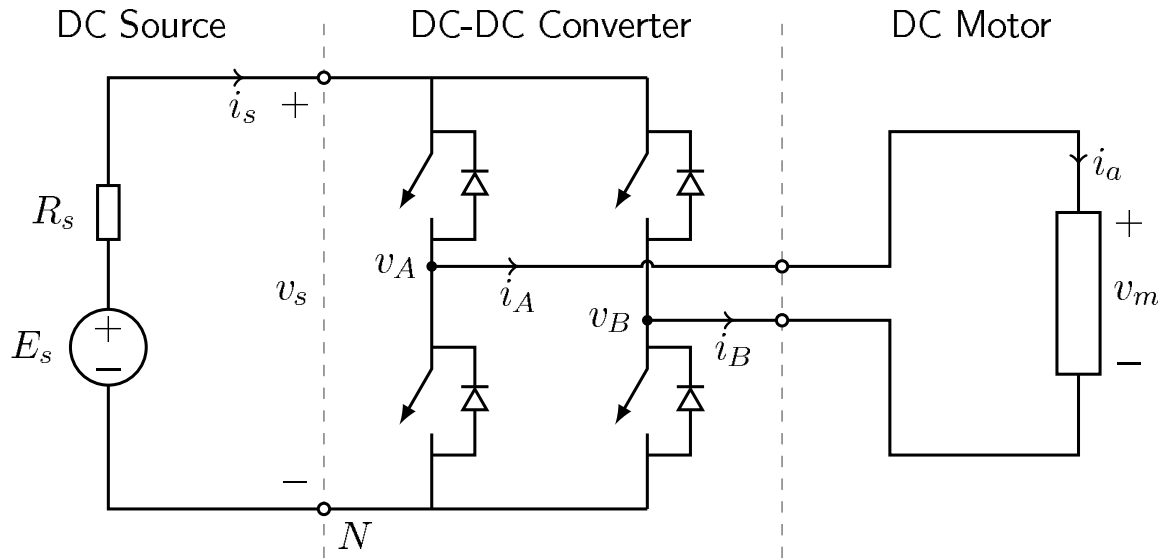 DC Source DC-DC Converter DC Motor
i_s + 
i_a
R_s
v_A +
v_s i_A v_m
v_B
E_s + i_B
−
−
− N